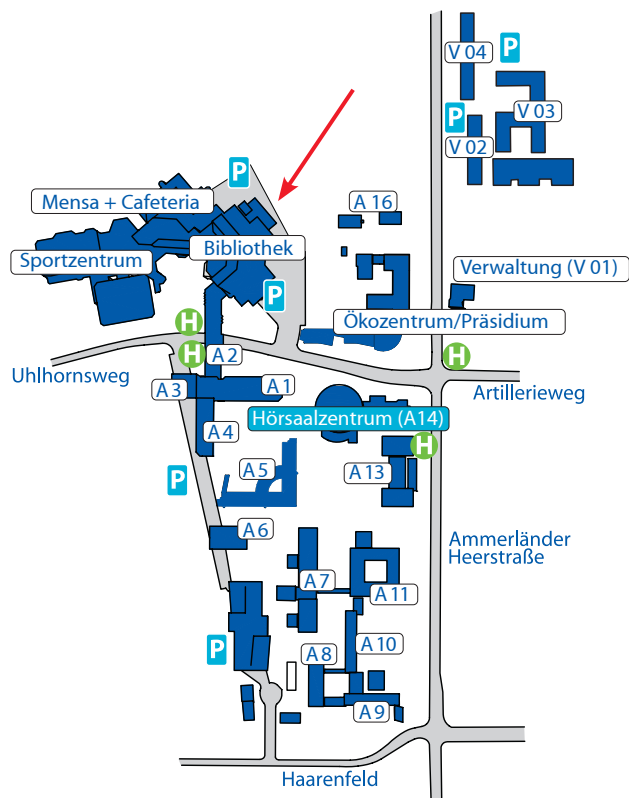 V 04
P
V 03
P
V 02
P
Mensa + Cafeteria
A 16
Bibliothek
Sportzentrum
Verwaltung (V 01)
P
H
Ökozentrum/Präsidium
H
A 2
H
Uhlhornsweg
A 3
A 1
Artillerieweg
Hörsaalzentrum (A14)
A 4
H
A 5
A 13
P
A 6
Ammerländer
Heerstraße
A 7
A 11
A 10
P
A 8
A 9
Haarenfeld